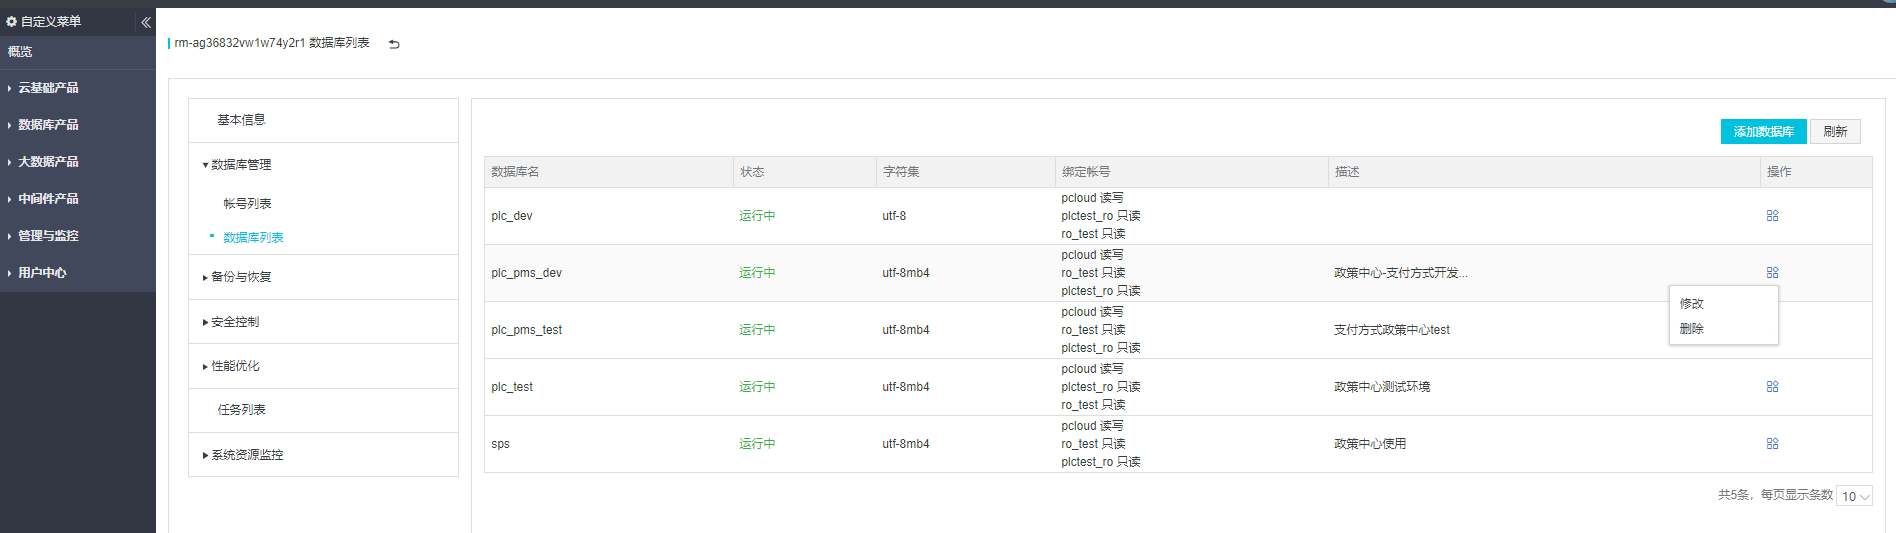 自定义菜单
概览
云基础产品
数据库产品
大数据产品
中间件产品
管理与监控
用户中心
rm-ag36832vw1w74y2r1 数据库列表
基本信息
数据库管理
帐号列表
数据库列表
备份与恢复
安全控制
性能优化
任务列表
系统资源监控
添加数据库 刷新
数据库名 状态 字符集 绑定帐号 描述 操作
pcloud 读写
plc_dev 运行中 utf-8 plctest_ro 只读
ro_test 只读
pcloud 读写
plc_pms_dev 运行中 utf-8mb4 ro_test 只读 政策中心-支付方式开发...
plctest_ro 只读
修改
删除
pcloud 读写
plc_pms_test 运行中 utf-8mb4 ro_test 只读 支付方式政策中心test
plctest_ro 只读
pcloud 读写
plc_test 运行中 utf-8mb4 plctest_ro 只读 政策中心测试环境
ro_test 只读
pcloud 读写
sps 运行中 utf-8mb4 ro_test 只读 政策中心使用
plctest_ro 只读
共5条，每页显示条数 10